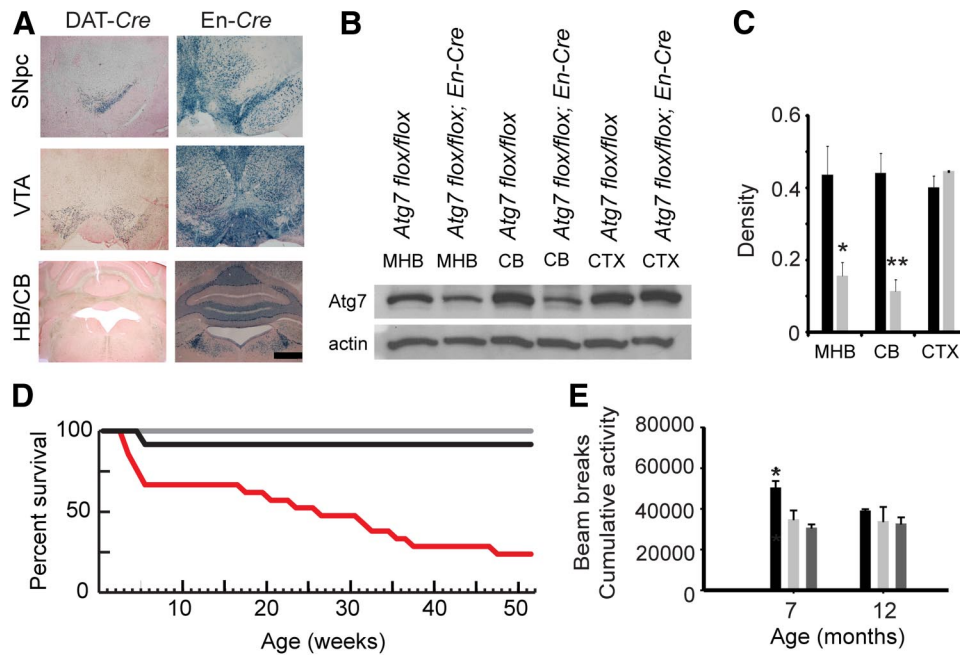 A
DAT-Cre En-Cre
SNpc
VTA
HB/CB
B
Atg7 flox/flox
Atg7 flox/flox; En-Cre
Atg7 flox/flox
Atg7 flox/flox; En-Cre
Atg7 flox/flox
Atg7 flox/flox; En-Cre
MHB MHB CB CB CTX CTX
Atg7
actin
C
Density
0.6
0.4
0.2
0
*
**
MHB CB CTX
D
Percent survival
100
50
0
10 20 30 40 50
Age (weeks)
E
Beam breaks
Cumulative activity
80000
60000
40000
20000
0
*
*
7 12
Age (months)